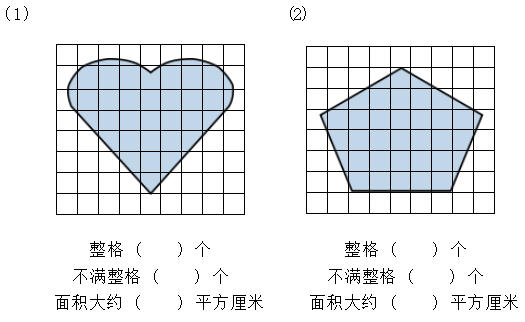 (1)
(2)
整格（　　）个
不满整格（　　）个
面积大约（　　）平方厘米
整格（　　）个
不满整格（　　）个
面积大约（　　）平方厘米